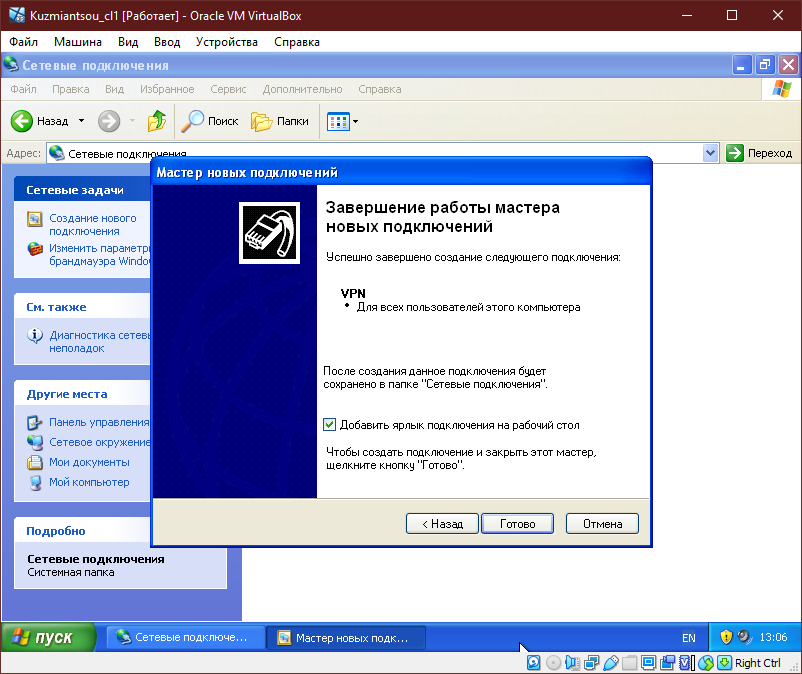 Kuzmiantsou_cl1 [Работает] - Oracle VM VirtualBox
Файл Машина Вид Ввод Устройства Справка
Сетевые подключения
Файл Правка Вид Избранное Сервис Дополнительно Справка
Назад Поиск Папки
Адрес: Сетевые подключения Переход
Сетевые задачи
Создание нового
подключения
Изменить параметры
брандмауэра Windo
См. также
Диагностика сетевы
неполадок
Другие места
Панель управления
Сетевое окружение
Мои документы
Мой компьютер
Подробно
Сетевые подключения
Системная папка
Мастер новых подключений
Завершение работы мастера
новых подключений
Успешно завершено создание следующего подключения:
VPN
• Для всех пользователей этого компьютера
После создания данное подключения будет
сохранено в папке "Сетевые подключения".
Добавить ярлык подключения на рабочий стол
Чтобы создать подключение и закрыть этот мастер,
щелкните кнопку "Готово".
< Назад Готово Отмена
пуск Сетевые подключе... Мастер новых подк... EN 13:06
Right Ctrl